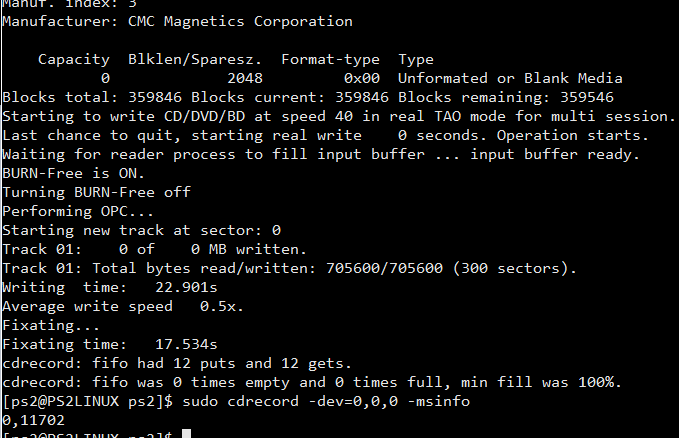 Manuf. index: 3
Manufacturer: CMC Magnetics Corporation
Capacity Blklen/Sparesz. Format-type Type
0 2048 0x00 Unformated or Blank Media
Blocks total: 359846 Blocks current: 359846 Blocks remaining: 359546
Starting to write CD/DVD/BD at speed 40 in real TAO mode for multi session.
Last chance to quit, starting real write 0 seconds. Operation starts.
Waiting for reader process to fill input buffer ... input buffer ready.
BURN-Free is ON.
Turning BURN-Free off
Performing OPC...
Starting new track at sector: 0
Track 01: 0 of 0 MB written.
Track 01: Total bytes read/written: 705600/705600 (300 sectors).
Writing time: 22.901s
Average write speed 0.5x.
Fixating...
Fixating time: 17.534s
cdrecord: fifo had 12 puts and 12 gets.
cdrecord: fifo was 0 times empty and 0 times full, min fill was 100%.
[ps2@PS2LINUX ps2]$ sudo cdrecord -dev=0,0,0 -msinfo
0,11702
[ps2@PS2LINUX ps2]$